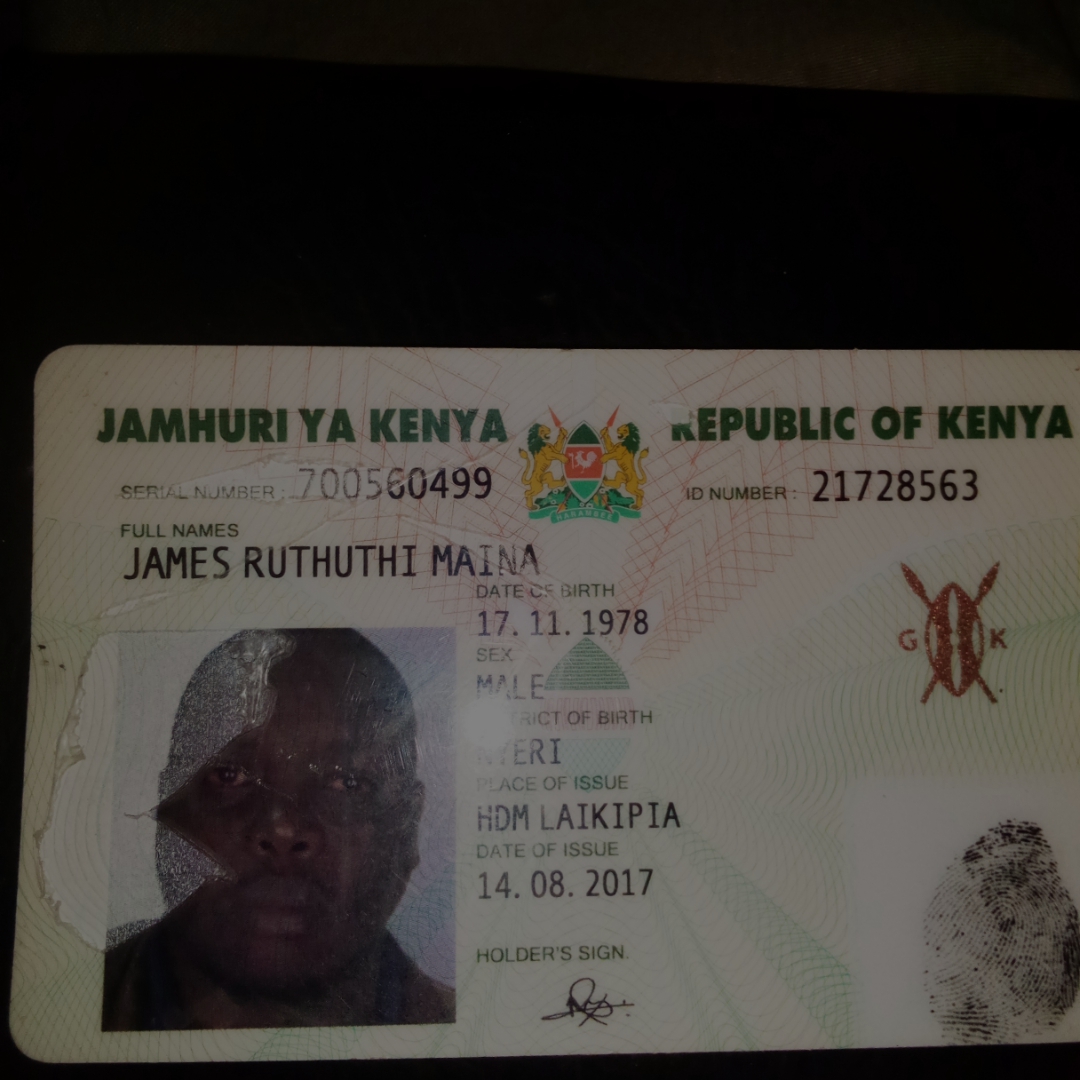 JAMHURI YA KENYA
REPUBLIC OF KENYA
SERIAL NUMBER : 700560499
ID NUMBER : 21728563
FULL NAMES
JAMES RUTHUTHI MAINA
DATE OF BIRTH
17. 11. 1978
SEX
MALE
DISTRICT OF BIRTH
NYERI
PLACE OF ISSUE
HDM LAIKIPIA
DATE OF ISSUE
14. 08. 2017
HOLDER'S SIGN.
G K
HARAMBEE